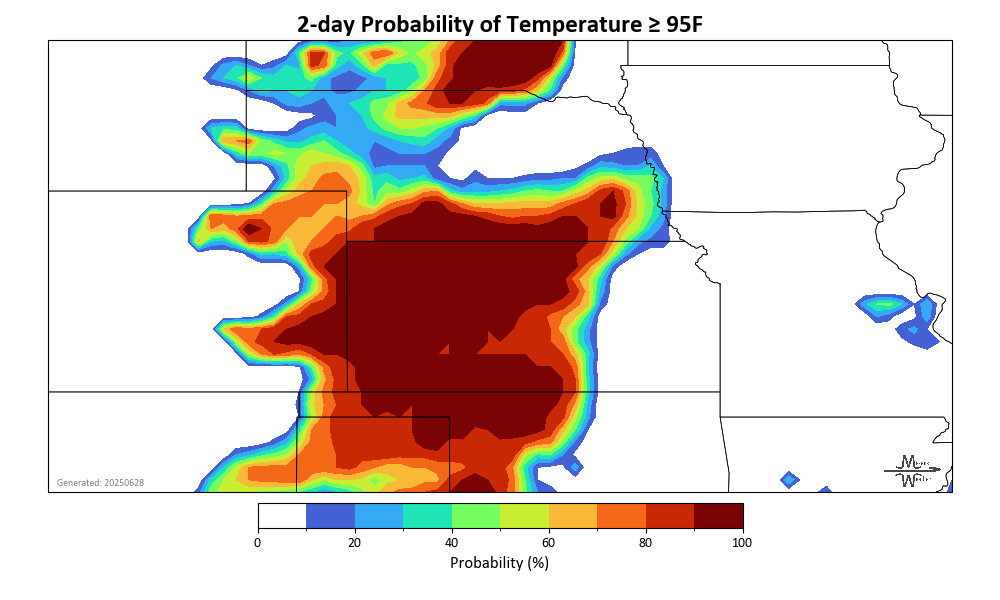 2-day Probability of Temperature ≥ 95F
Generated: 20250628
0 20 40 60 80 100
Probability (%)